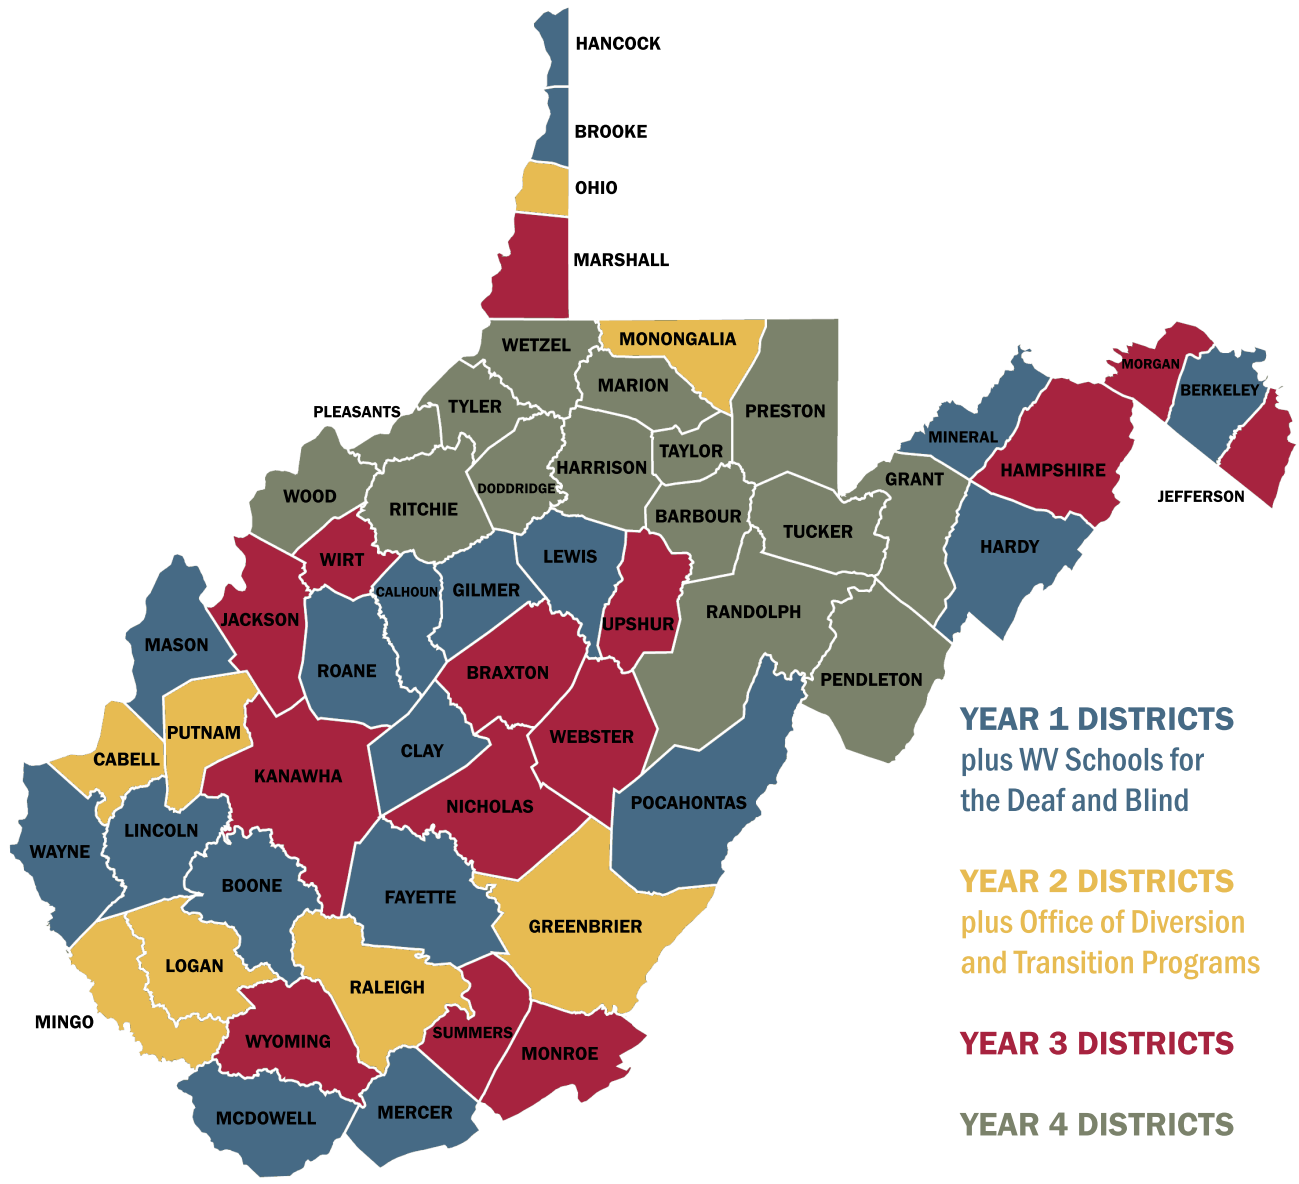 HANCOCK
BROOKE
OHIO
MARSHALL
WETZEL
MONONGALIA
MARION
PRESTON
TYLER
PLEASANTS
MORGAN
BERKELEY
MINERAL
HAMPSHIRE
TAYLOR
HARRISON
GRANT
DODDRIDGE
WOOD
RITCHIE
JEFFERSON
BARBOUR
TUCKER
HARDY
WIRT
LEWIS
CALHOUN
GILMER
JACKSON
UPSHUR
RANDOLPH
MASON
ROANE
BRAXTON
PENDLETON
PUTNAM
WEBSTER
CABELL
CLAY
KANAWHA
NICHOLAS
POCAHONTAS
LINCOLN
WAYNE
BOONE
FAYETTE
GREENBRIER
LOGAN
RALEIGH
MINGO
WYOMING
SUMMERS
MONROE
MCDOWELL
MERCER
YEAR 1 DISTRICTS
plus WV Schools for
the Deaf and Blind
YEAR 2 DISTRICTS
plus Office of Diversion
and Transition Programs
YEAR 3 DISTRICTS
YEAR 4 DISTRICTS